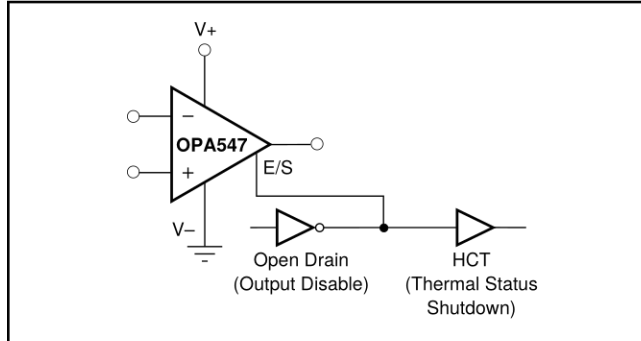 V+
−
OPA547
+
E/S
V−
Open Drain
(Output Disable)
HCT
(Thermal Status
Shutdown)